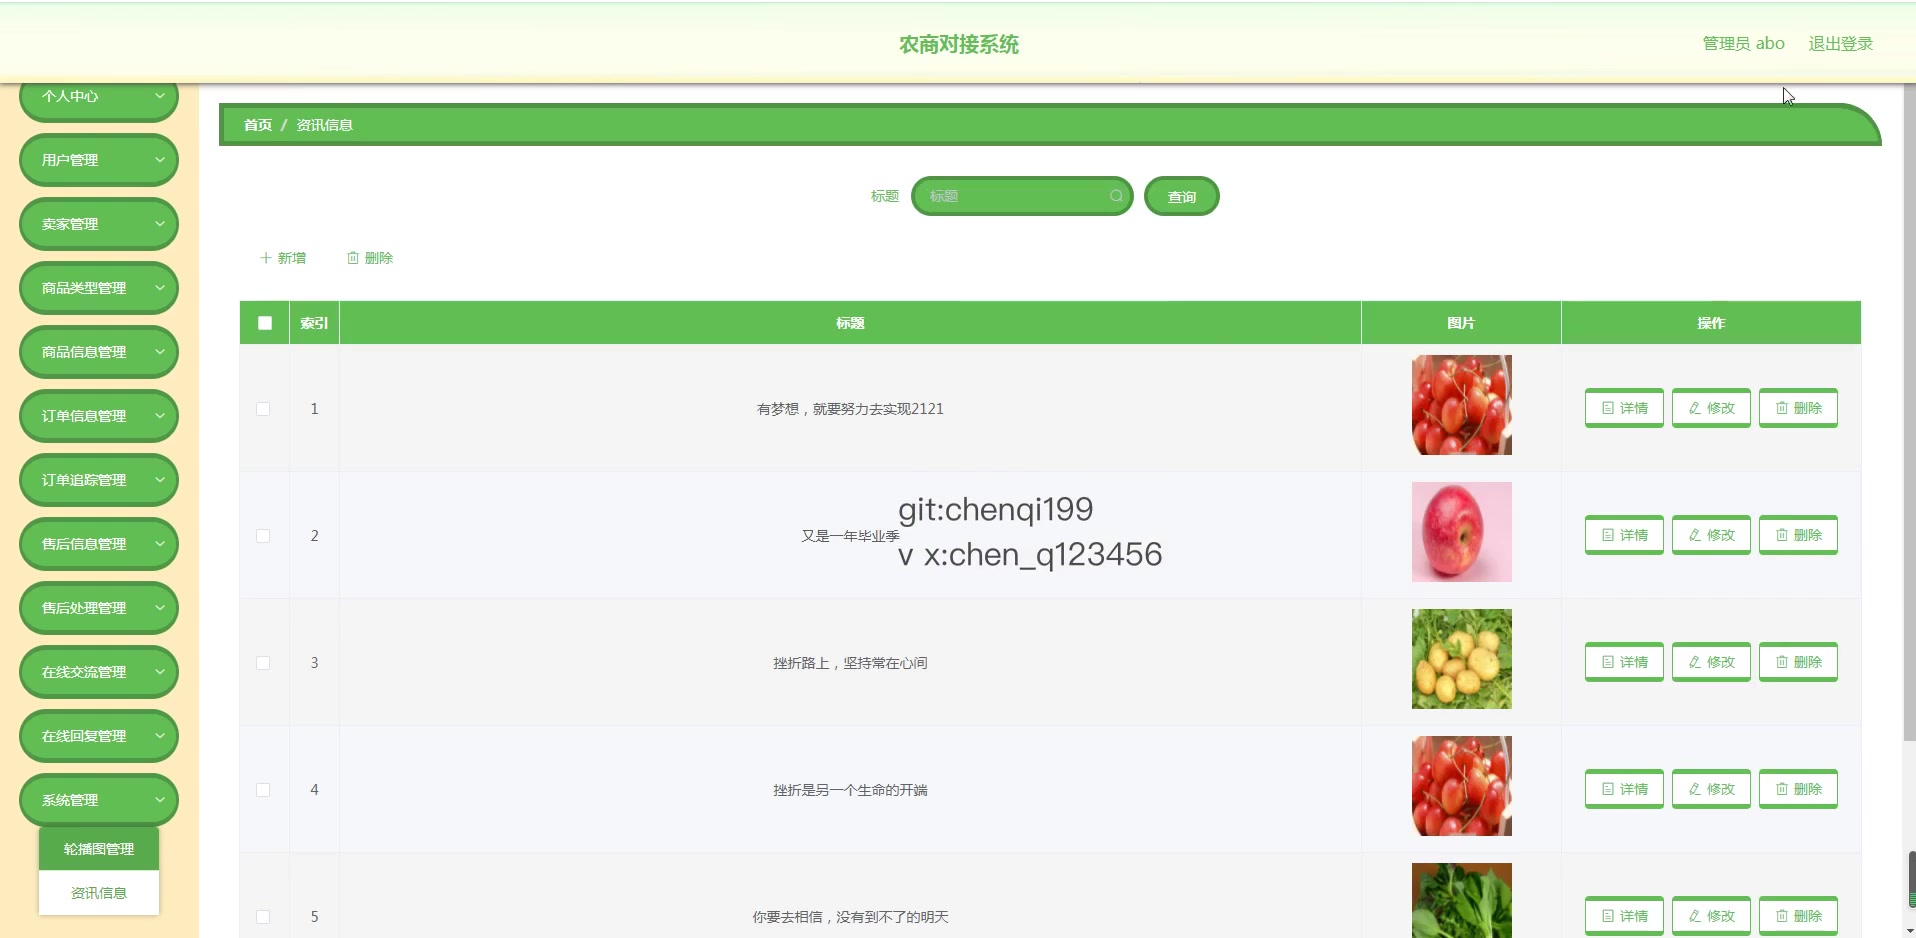 农商对接系统
管理员 abo
退出登录
个人中心
用户管理
卖家管理
商品类型管理
商品信息管理
订单信息管理
订单追踪管理
售后信息管理
售后处理管理
在线交流管理
在线回复管理
系统管理
轮播图管理
资讯信息
首页 / 资讯信息
标题
标题
查询
新增
删除
索引 标题 图片 操作
1 有梦想，就要努力去实现2121 详情 修改 删除
2 又是一年毕业季 详情 修改 删除
git:chenqi199
v x:chen_q123456
3 挫折路上，坚持常在心间 详情 修改 删除
4 挫折是另一个生命的开端 详情 修改 删除
5 你要去相信，没有到不了的明天 详情 修改 删除